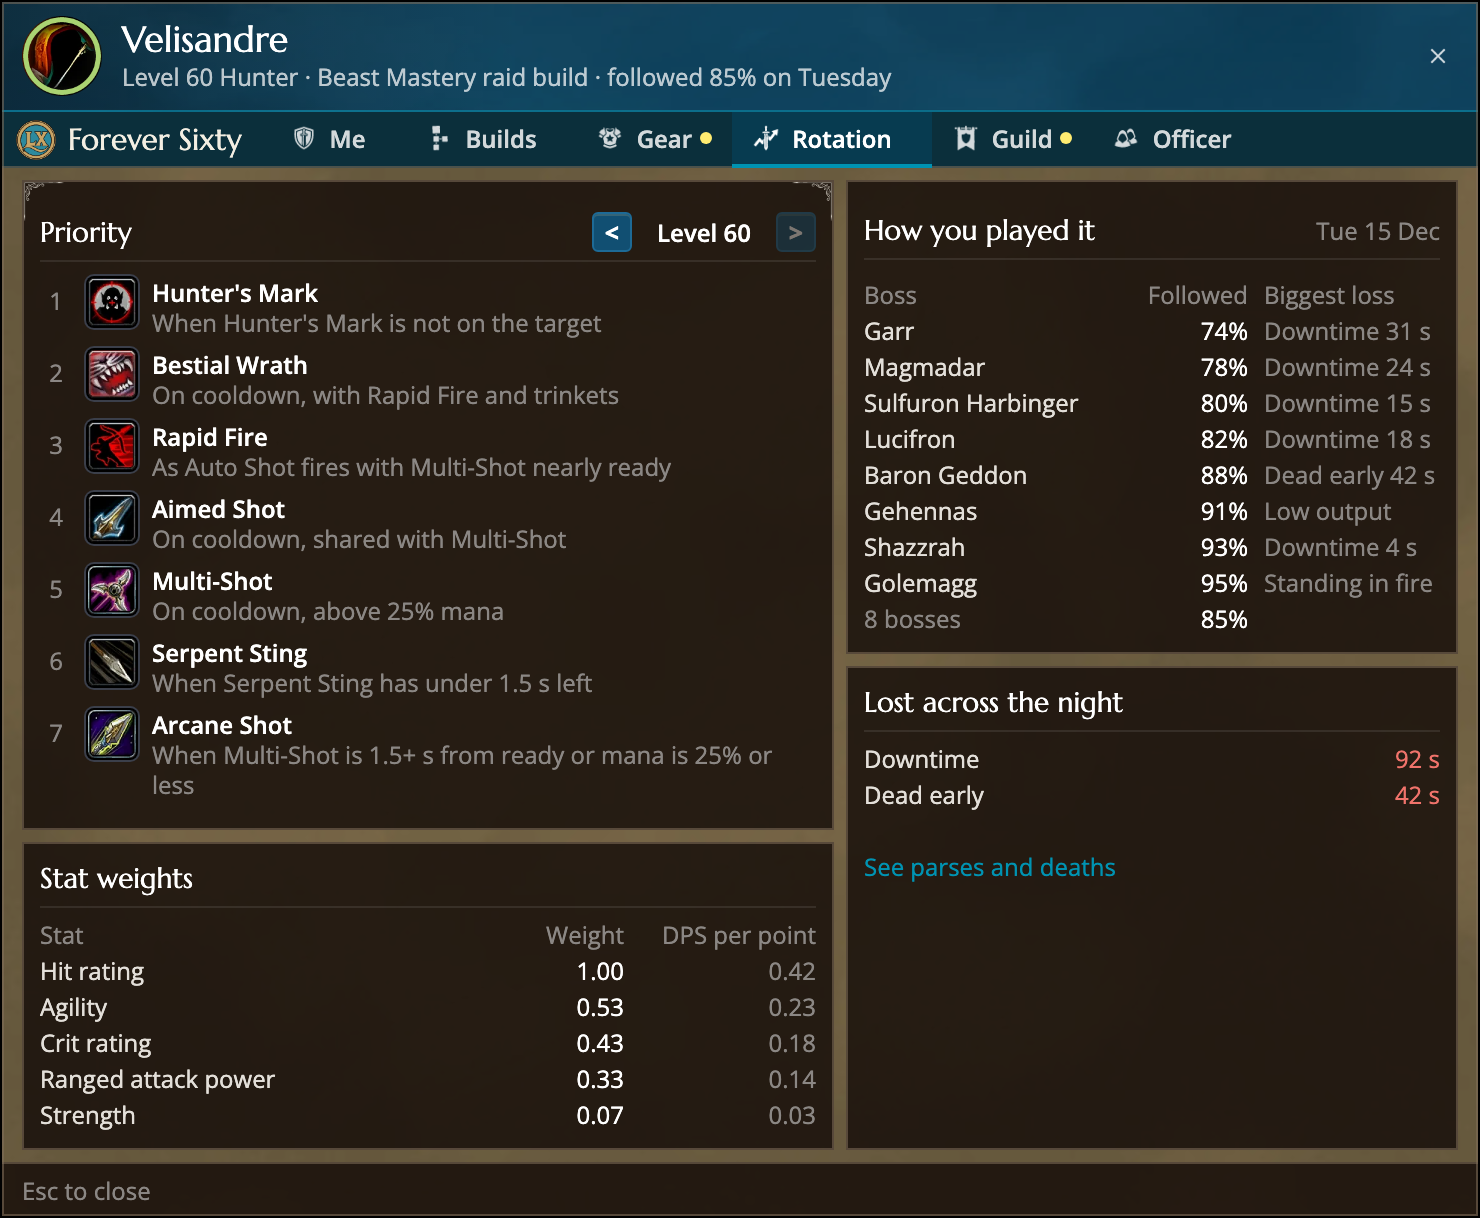 Velisandre
Level 60 Hunter · Beast Mastery raid build · followed 85% on Tuesday
×
LX Forever Sixty Me Builds Gear Rotation Guild Officer
Priority < Level 60 >
1 Hunter's Mark
When Hunter's Mark is not on the target
2 Bestial Wrath
On cooldown, with Rapid Fire and trinkets
3 Rapid Fire
As Auto Shot fires with Multi-Shot nearly ready
4 Aimed Shot
On cooldown, shared with Multi-Shot
5 Multi-Shot
On cooldown, above 25% mana
6 Serpent Sting
When Serpent Sting has under 1.5 s left
7 Arcane Shot
When Multi-Shot is 1.5+ s from ready or mana is 25% or
less
Stat weights
Stat Weight DPS per point
Hit rating 1.00 0.42
Agility 0.53 0.23
Crit rating 0.43 0.18
Ranged attack power 0.33 0.14
Strength 0.07 0.03
How you played it Tue 15 Dec
Boss Followed Biggest loss
Garr 74% Downtime 31 s
Magmadar 78% Downtime 24 s
Sulfuron Harbinger 80% Downtime 15 s
Lucifron 82% Downtime 18 s
Baron Geddon 88% Dead early 42 s
Gehennas 91% Low output
Shazzrah 93% Downtime 4 s
Golemagg 95% Standing in fire
8 bosses 85%
Lost across the night
Downtime 92 s
Dead early 42 s
See parses and deaths
Esc to close